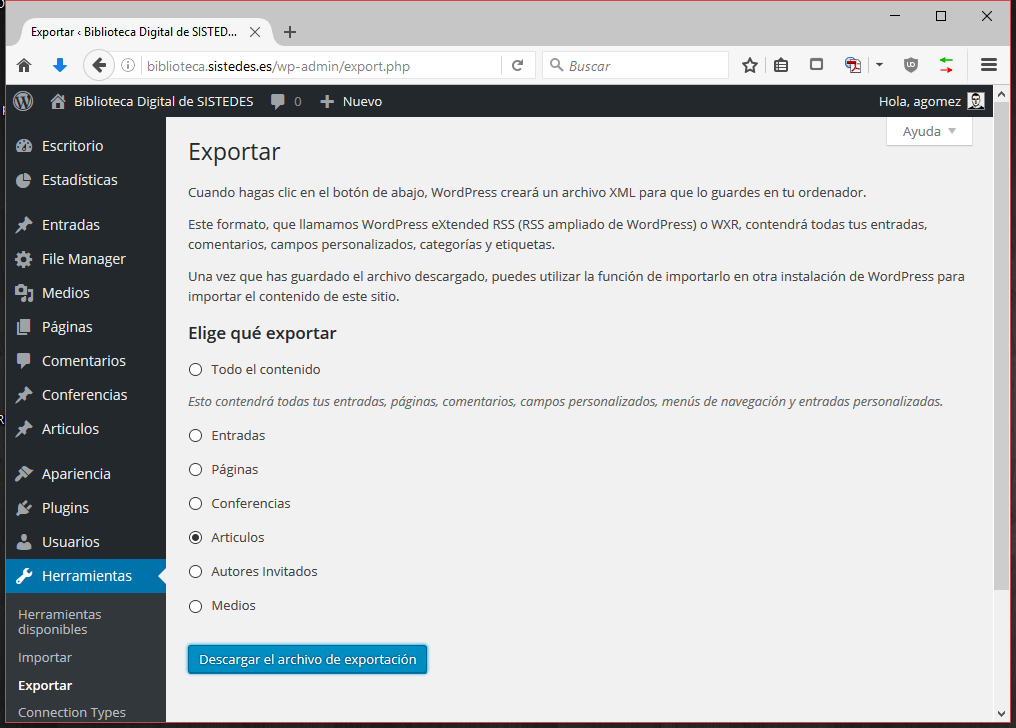 Exportar ‹ Biblioteca Digital de SISTED...
biblioteca.sistedes.es/wp-admin/export.php
Buscar
Biblioteca Digital de SISTEDES
0
Nuevo
Hola, agomez
Ayuda
Escritorio
Estadísticas
Entradas
File Manager
Medios
Páginas
Comentarios
Conferencias
Articulos
Apariencia
Plugins
Usuarios
Herramientas
Herramientas
disponibles
Importar
Exportar
Connection Types
Exportar
Cuando hagas clic en el botón de abajo, WordPress creará un archivo XML para que lo guardes en tu ordenador.
Este formato, que llamamos WordPress eXtended RSS (RSS ampliado de WordPress) o WXR, contendrá todas tus entradas,
comentarios, campos personalizados, categorías y etiquetas.
Una vez que has guardado el archivo descargado, puedes utilizar la función de importarlo en otra instalación de WordPress para
importar el contenido de este sitio.
Elige qué exportar
Todo el contenido
Esto contendrá todas tus entradas, páginas, comentarios, campos personalizados, menús de navegación y entradas personalizadas.
Entradas
Páginas
Conferencias
Articulos
Autores Invitados
Medios
Descargar el archivo de exportación